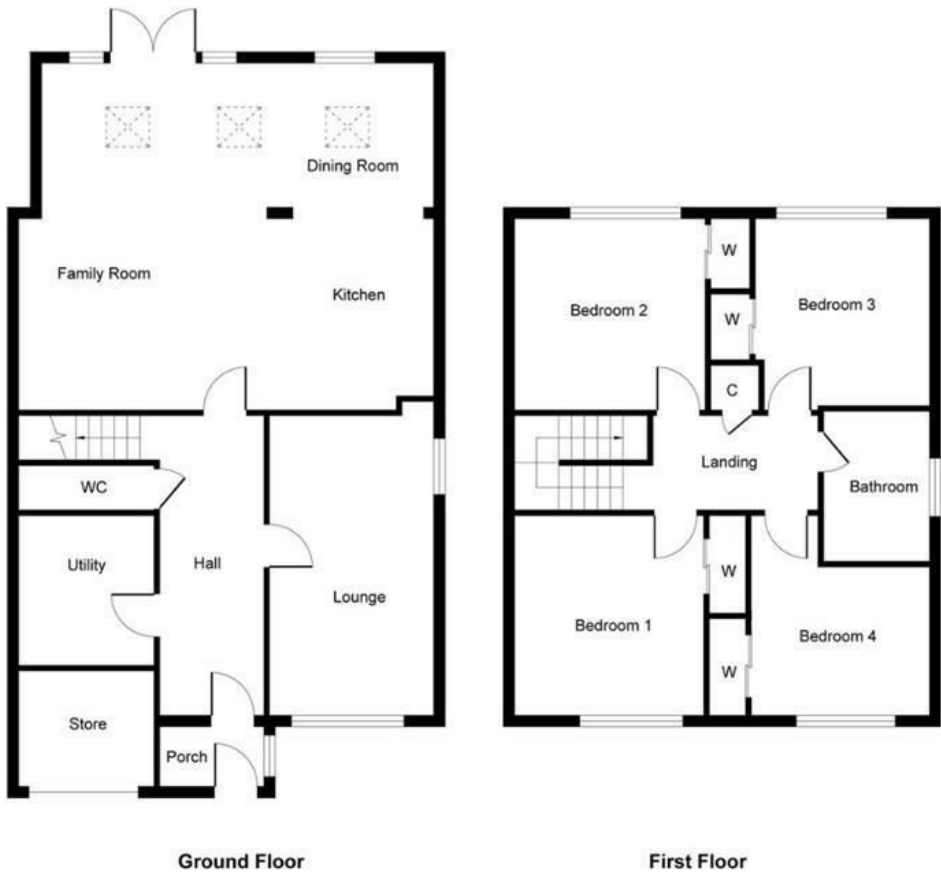 Dining Room
Family Room
Kitchen
WC
Utility
Hall
Lounge
Store
Porch
Ground Floor
W
Bedroom 2
W
Bedroom 3
C
Landing
Bathroom
W
Bedroom 1
W
Bedroom 4
First Floor